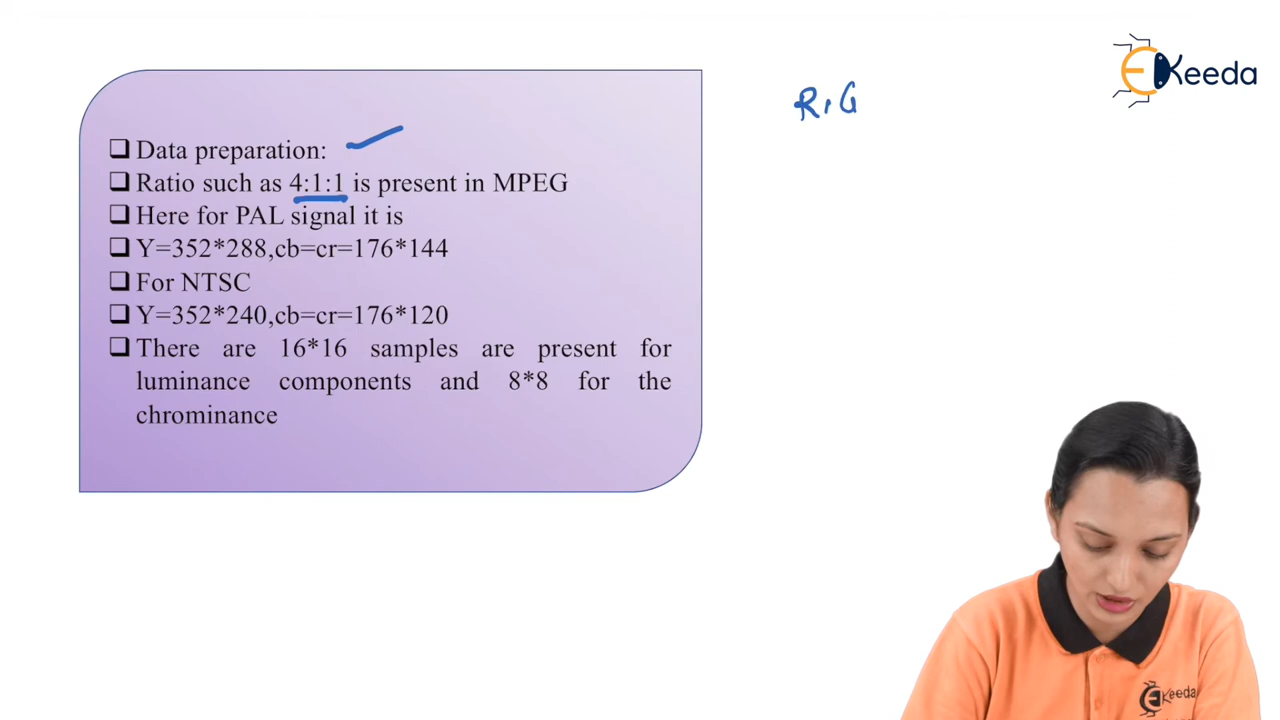 EKeeda
R, G
❑ Data preparation:
❑ Ratio such as 4:1:1 is present in MPEG
❑ Here for PAL signal it is
❑ Y=352*288,cb=cr=176*144
❑ For NTSC
❑ Y=352*240,cb=cr=176*120
❑ There are 16*16 samples are present for
luminance components and 8*8 for the
chrominance
EKeeda